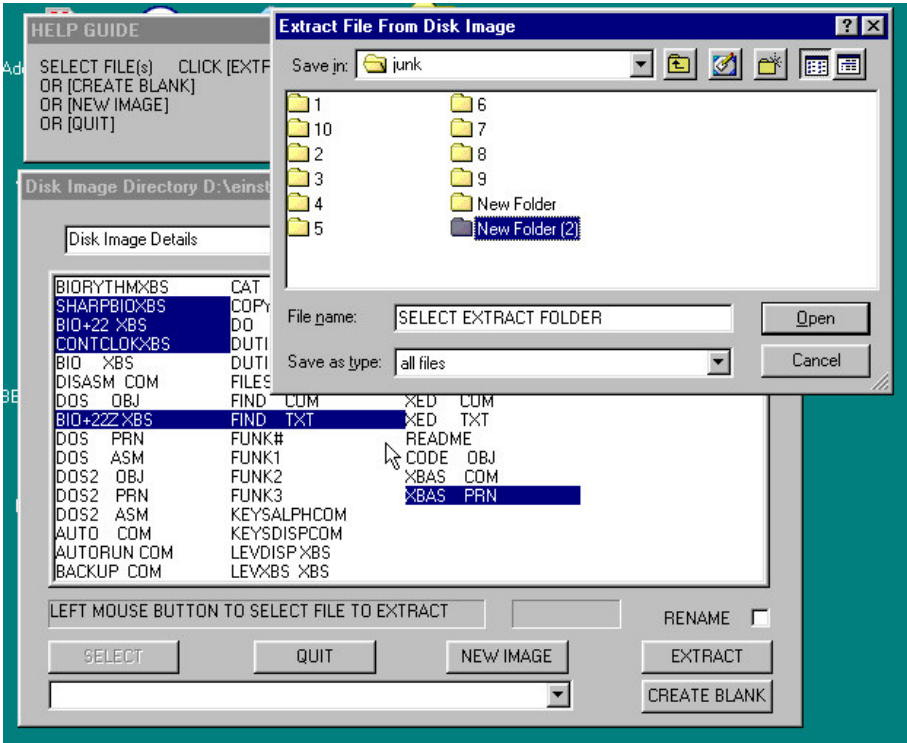 HELP GUIDE
SELECT FILE(s) CLICK [EXTF
OR [CREATE BLANK]
OR [NEW IMAGE]
OR [QUIT]
Extract File From Disk Image
Save in: junk
1
10
2
3
4
5
6
7
8
9
New Folder
New Folder (2)
File name: SELECT EXTRACT FOLDER
Open
Save as type: all files
Cancel
Disk Image Directory D:\einst
Disk Image Details
BIORYTHMXBS
SHARPBIOXBS
BIO+22 XBS
CONTCLOKXBS
BIO XBS
DISASM COM
DOS OBJ
BIO+22Z XBS
DOS PRN
DOS ASM
DOS2 OBJ
DOS2 PRN
DOS2 ASM
AUTO COM
AUTORUN COM
BACKUP COM
CAT
COPY
DO
DUTI
DUTI
FILES
FIND COM
FIND TXT
FUNK#
FUNK1
FUNK2
FUNK3
KEYSALPHCOM
KEYSDISPCOM
LEVDISP XBS
LEVXBS XBS
XED COM
XED TXT
README
CODE OBJ
XBAS COM
XBAS PRN
LEFT MOUSE BUTTON TO SELECT FILE TO EXTRACT
RENAME
SELECT
QUIT
NEW IMAGE
EXTRACT
CREATE BLANK